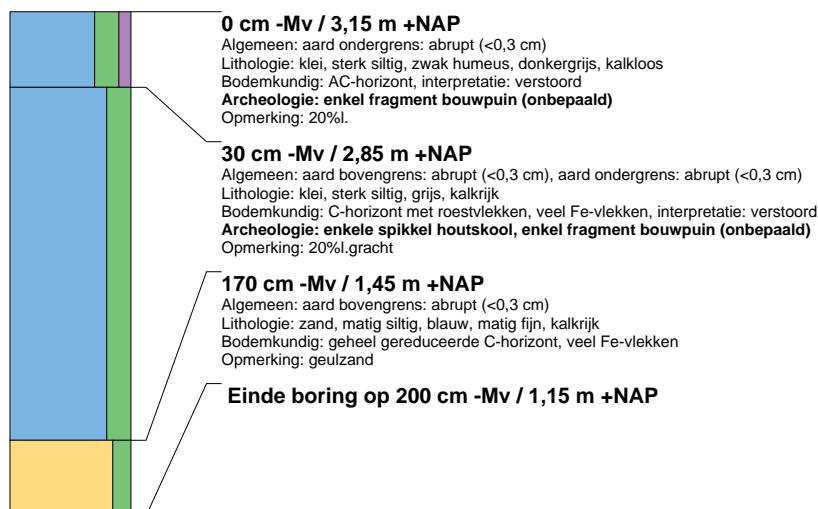 0 cm -Mv / 3,15 m +NAP
Algemeen: aard ondergrens: abrupt (<0,3 cm)
Lithologie: klei, sterk siltig, zwak humeus, donkergrijs, kalkloos
Bodemkundig: AC-horizont, interpretatie: verstoord
Archeologie: enkel fragment bouwpuin (onbepaald)
Opmerking: 20%l.
30 cm -Mv / 2,85 m +NAP
Algemeen: aard bovengrens: abrupt (<0,3 cm), aard ondergrens: abrupt (<0,3 cm)
Lithologie: klei, sterk siltig, grijs, kalkrijk
Bodemkundig: C-horizont met roestvlekken, veel Fe-vlekken, interpretatie: verstoord
Archeologie: enkele spikkel houtskool, enkel fragment bouwpuin (onbepaald)
Opmerking: 20%l.gracht
170 cm -Mv / 1,45 m +NAP
Algemeen: aard bovengrens: abrupt (<0,3 cm)
Lithologie: zand, matig siltig, blauw, matig fijn, kalkrijk
Bodemkundig: geheel gereduceerde C-horizont, veel Fe-vlekken
Opmerking: geulzand
Einde boring op 200 cm -Mv / 1,15 m +NAP